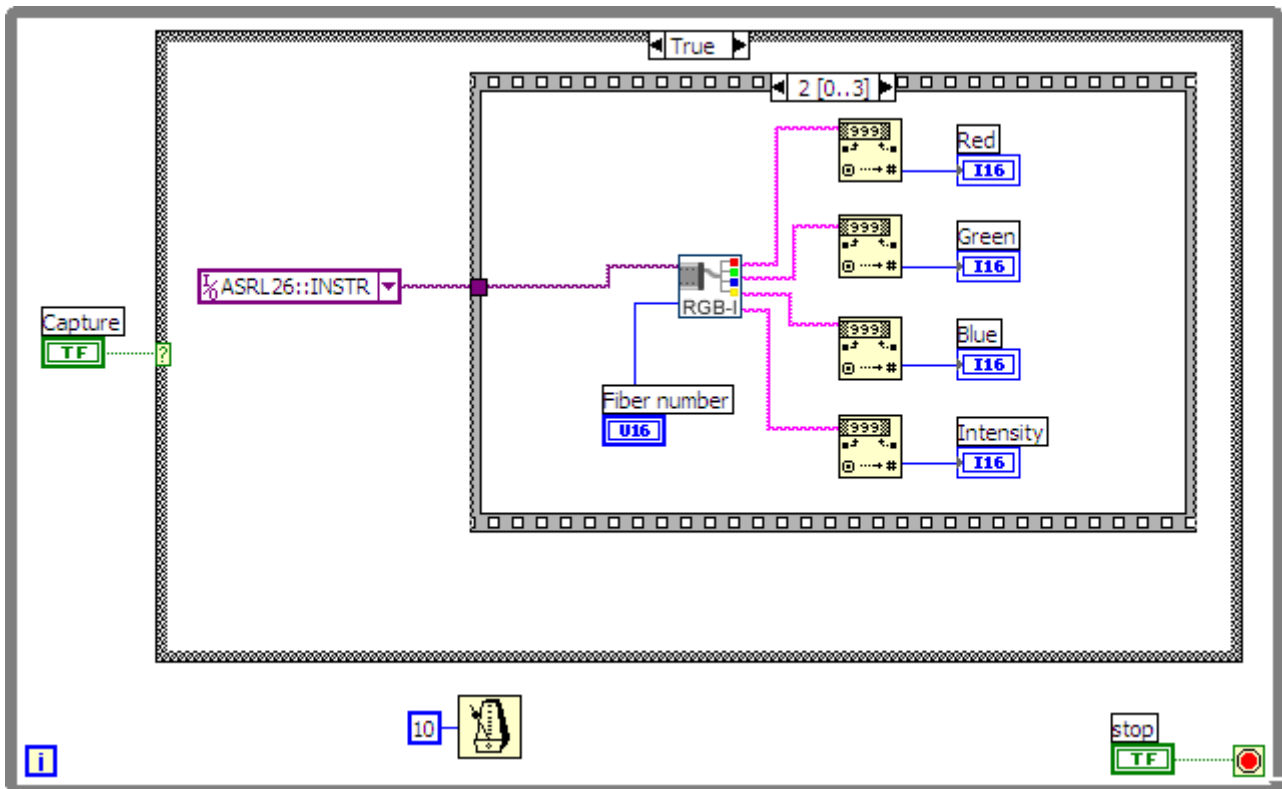 True
2 [0..3]
999
Red
I16
999
Green
I16
ASRL26::INSTR
RGB-I
Capture
TF
999
Blue
I16
?
Fiber number
U16
999
Intensity
I16
10
stop
TF
i